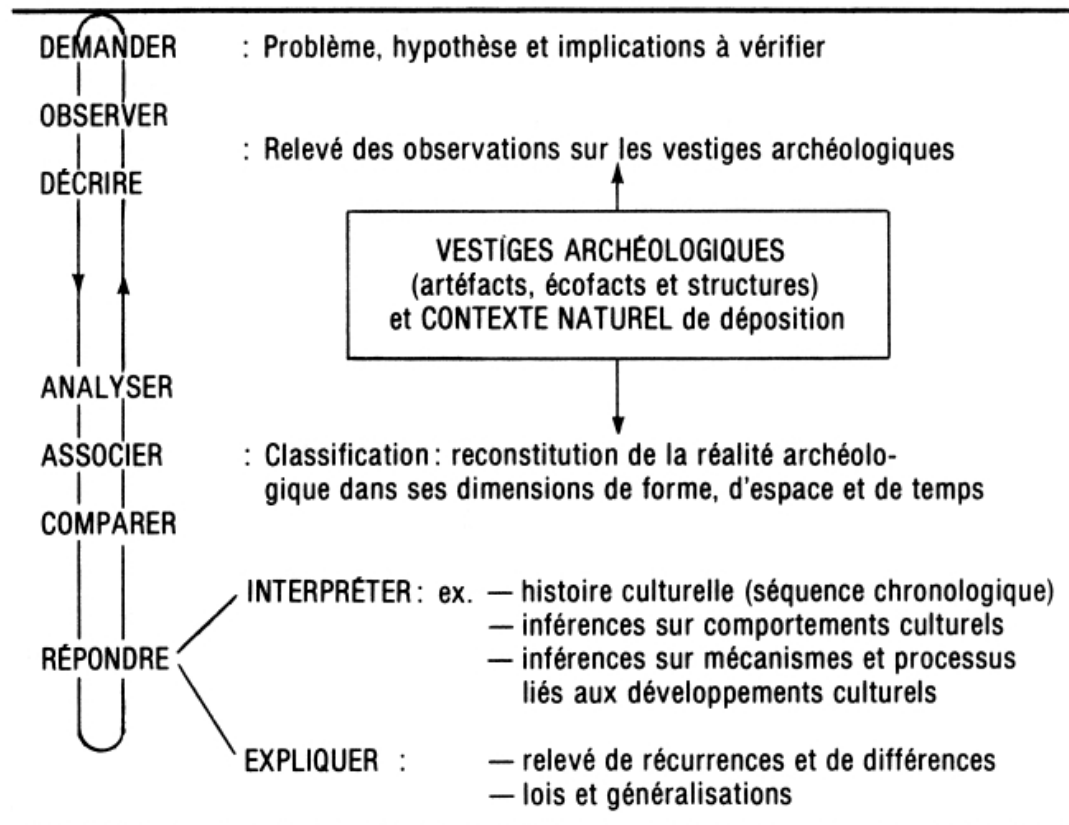 DEMANDER : Problème, hypothèse et implications à vérifier
OBSERVER
: Relevé des observations sur les vestiges archéologiques
DÉCRIRE
VESTIGES ARCHÉOLOGIQUES
(artéfacts, écofacts et structures)
et CONTEXTE NATUREL de déposition
ANALYSER
ASSOCIER : Classification : reconstitution de la réalité archéolo-
gique dans ses dimensions de forme, d'espace et de temps
COMPARER
INTERPRÉTER : ex. — histoire culturelle (séquence chronologique)
— inférences sur comportements culturels
RÉPONDRE — inférences sur mécanismes et processus
liés aux développements culturels
EXPLIQUER : — relevé de récurrences et de différences
— lois et généralisations